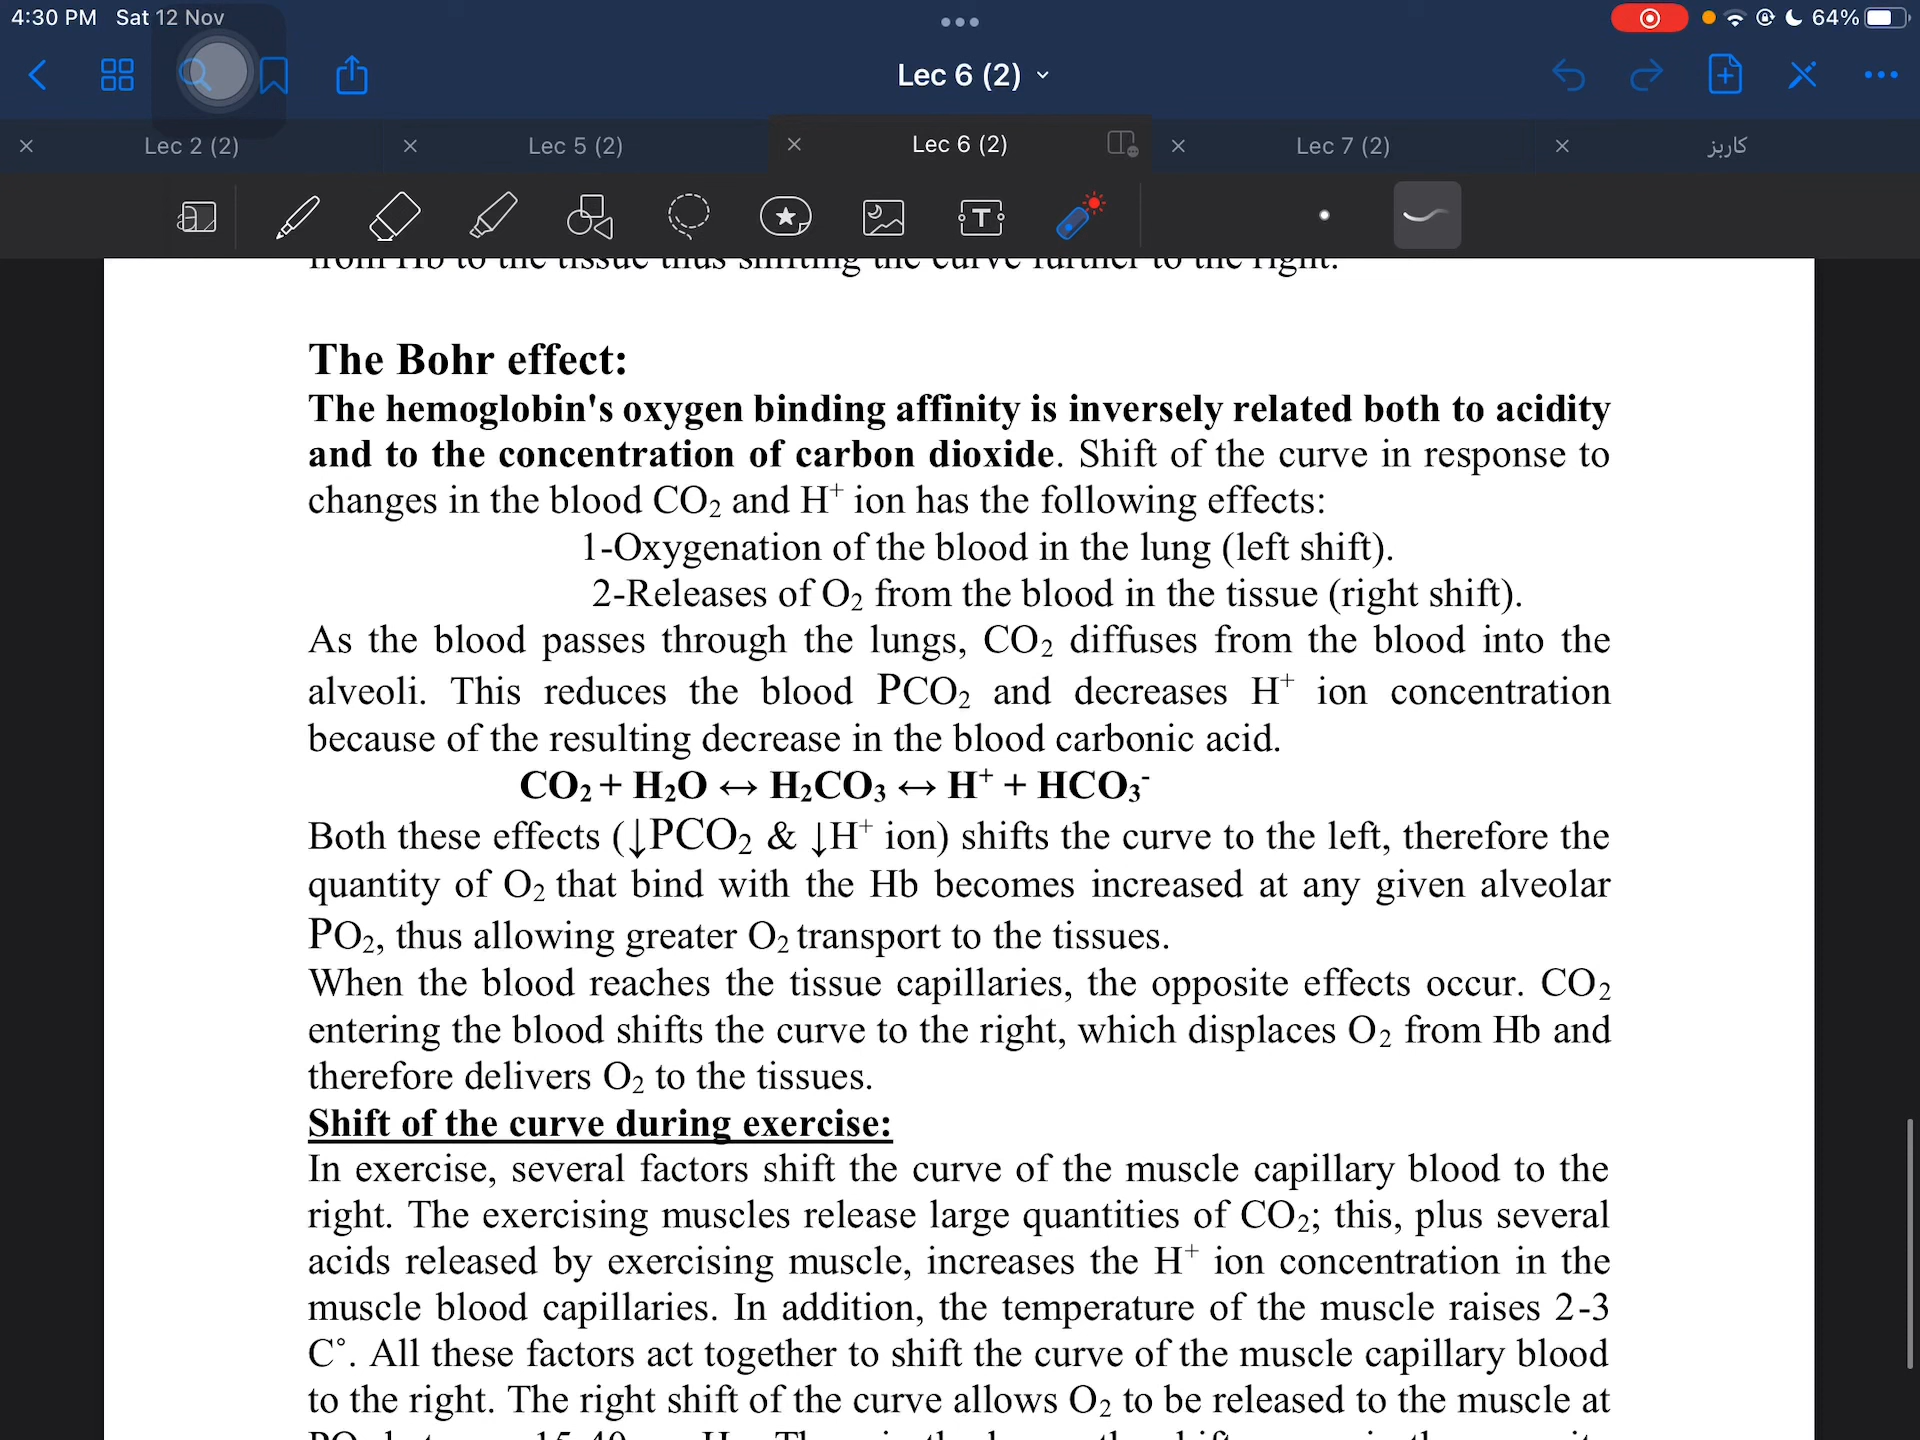 4:30 PM Sat 12 Nov
64%
Lec 6 (2)
Lec 2 (2)
Lec 5 (2)
Lec 6 (2)
Lec 7 (2)
كاربز
from Hb to the tissue thus shifting the curve further to the right.
The Bohr effect:
The hemoglobin's oxygen binding affinity is inversely related both to acidity
and to the concentration of carbon dioxide. Shift of the curve in response to
changes in the blood CO₂ and H⁺ ion has the following effects:
1-Oxygenation of the blood in the lung (left shift).
2-Releases of O₂ from the blood in the tissue (right shift).
As the blood passes through the lungs, CO₂ diffuses from the blood into the
alveoli. This reduces the blood PCO₂ and decreases H⁺ ion concentration
because of the resulting decrease in the blood carbonic acid.
CO₂ + H₂O ↔ H₂CO₃ ↔ H⁺ + HCO₃⁻
Both these effects (↓PCO₂ & ↓H⁺ ion) shifts the curve to the left, therefore the
quantity of O₂ that bind with the Hb becomes increased at any given alveolar
PO₂, thus allowing greater O₂ transport to the tissues.
When the blood reaches the tissue capillaries, the opposite effects occur. CO₂
entering the blood shifts the curve to the right, which displaces O₂ from Hb and
therefore delivers O₂ to the tissues.
Shift of the curve during exercise:
In exercise, several factors shift the curve of the muscle capillary blood to the
right. The exercising muscles release large quantities of CO₂; this, plus several
acids released by exercising muscle, increases the H⁺ ion concentration in the
muscle blood capillaries. In addition, the temperature of the muscle raises 2-3
C°. All these factors act together to shift the curve of the muscle capillary blood
to the right. The right shift of the curve allows O₂ to be released to the muscle at